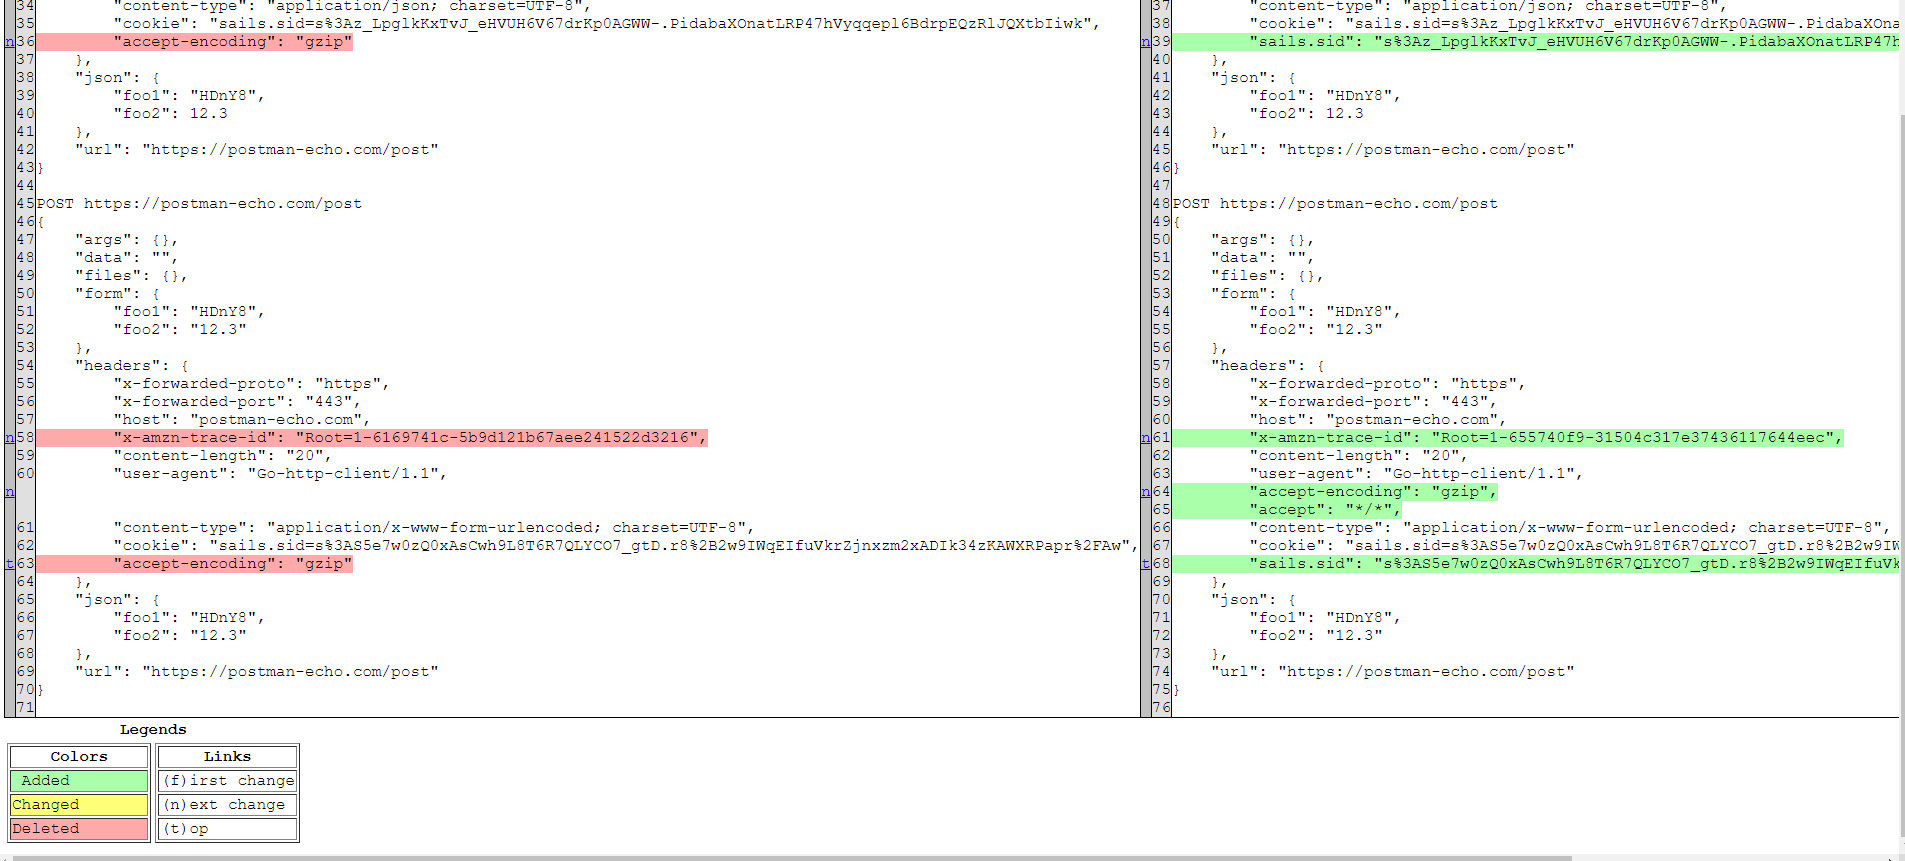 34        "content-type": "application/json; charset=UTF-8",
35        "cookie": "sails.sid=s%3Az_LpglkKxTvJ_eHVUH6V67drKp0AGWW-.PidabaXOnatLRP47hVyqqepl6BdrpEQzRlJQXtbIiwk",
n36        "accept-encoding": "gzip"
37    },
38    "json": {
39        "foo1": "HDnY8",
40        "foo2": 12.3
41    },
42    "url": "https://postman-echo.com/post"
43}
44
45POST https://postman-echo.com/post
46{
47    "args": {},
48    "data": "",
49    "files": {},
50    "form": {
51        "foo1": "HDnY8",
52        "foo2": "12.3"
53    },
54    "headers": {
55        "x-forwarded-proto": "https",
56        "x-forwarded-port": "443",
57        "host": "postman-echo.com",
n58        "x-amzn-trace-id": "Root=1-6169741c-5b9d121b67aee241522d3216",
59        "content-length": "20",
60        "user-agent": "Go-http-client/1.1",
n
61        "content-type": "application/x-www-form-urlencoded; charset=UTF-8",
62        "cookie": "sails.sid=s%3AS5e7w0zQ0xAsCwh9L8T6R7QLYCO7_gtD.r8%2B2w9IWqEIfuVkrZjnxzm2xADIk34zKAWXRPapr%2FAw",
t63        "accept-encoding": "gzip"
64    },
65    "json": {
66        "foo1": "HDnY8",
67        "foo2": "12.3"
68    },
69    "url": "https://postman-echo.com/post"
70}
71
37        "content-type": "application/json; charset=UTF-8",
38        "cookie": "sails.sid=s%3Az_LpglkKxTvJ_eHVUH6V67drKp0AGWW-.PidabaXOna
n39        "sails.sid": "s%3Az_LpglkKxTvJ_eHVUH6V67drKp0AGWW-.PidabaXOnatLRP47h
40    },
41    "json": {
42        "foo1": "HDnY8",
43        "foo2": 12.3
44    },
45    "url": "https://postman-echo.com/post"
46}
47
48POST https://postman-echo.com/post
49{
50    "args": {},
51    "data": "",
52    "files": {},
53    "form": {
54        "foo1": "HDnY8",
55        "foo2": "12.3"
56    },
57    "headers": {
58        "x-forwarded-proto": "https",
59        "x-forwarded-port": "443",
60        "host": "postman-echo.com",
n61        "x-amzn-trace-id": "Root=1-655740f9-31504c317e37436117644eec",
62        "content-length": "20",
63        "user-agent": "Go-http-client/1.1",
n64        "accept-encoding": "gzip",
65        "accept": "*/*",
66        "content-type": "application/x-www-form-urlencoded; charset=UTF-8",
67        "cookie": "sails.sid=s%3AS5e7w0zQ0xAsCwh9L8T6R7QLYCO7_gtD.r8%2B2w9IW
t68        "sails.sid": "s%3AS5e7w0zQ0xAsCwh9L8T6R7QLYCO7_gtD.r8%2B2w9IWqEIfuVk
69    },
70    "json": {
71        "foo1": "HDnY8",
72        "foo2": "12.3"
73    },
74    "url": "https://postman-echo.com/post"
75}
76
Legends
Colors
Added
Changed
Deleted
Links
(f)irst change
(n)ext change
(t)op